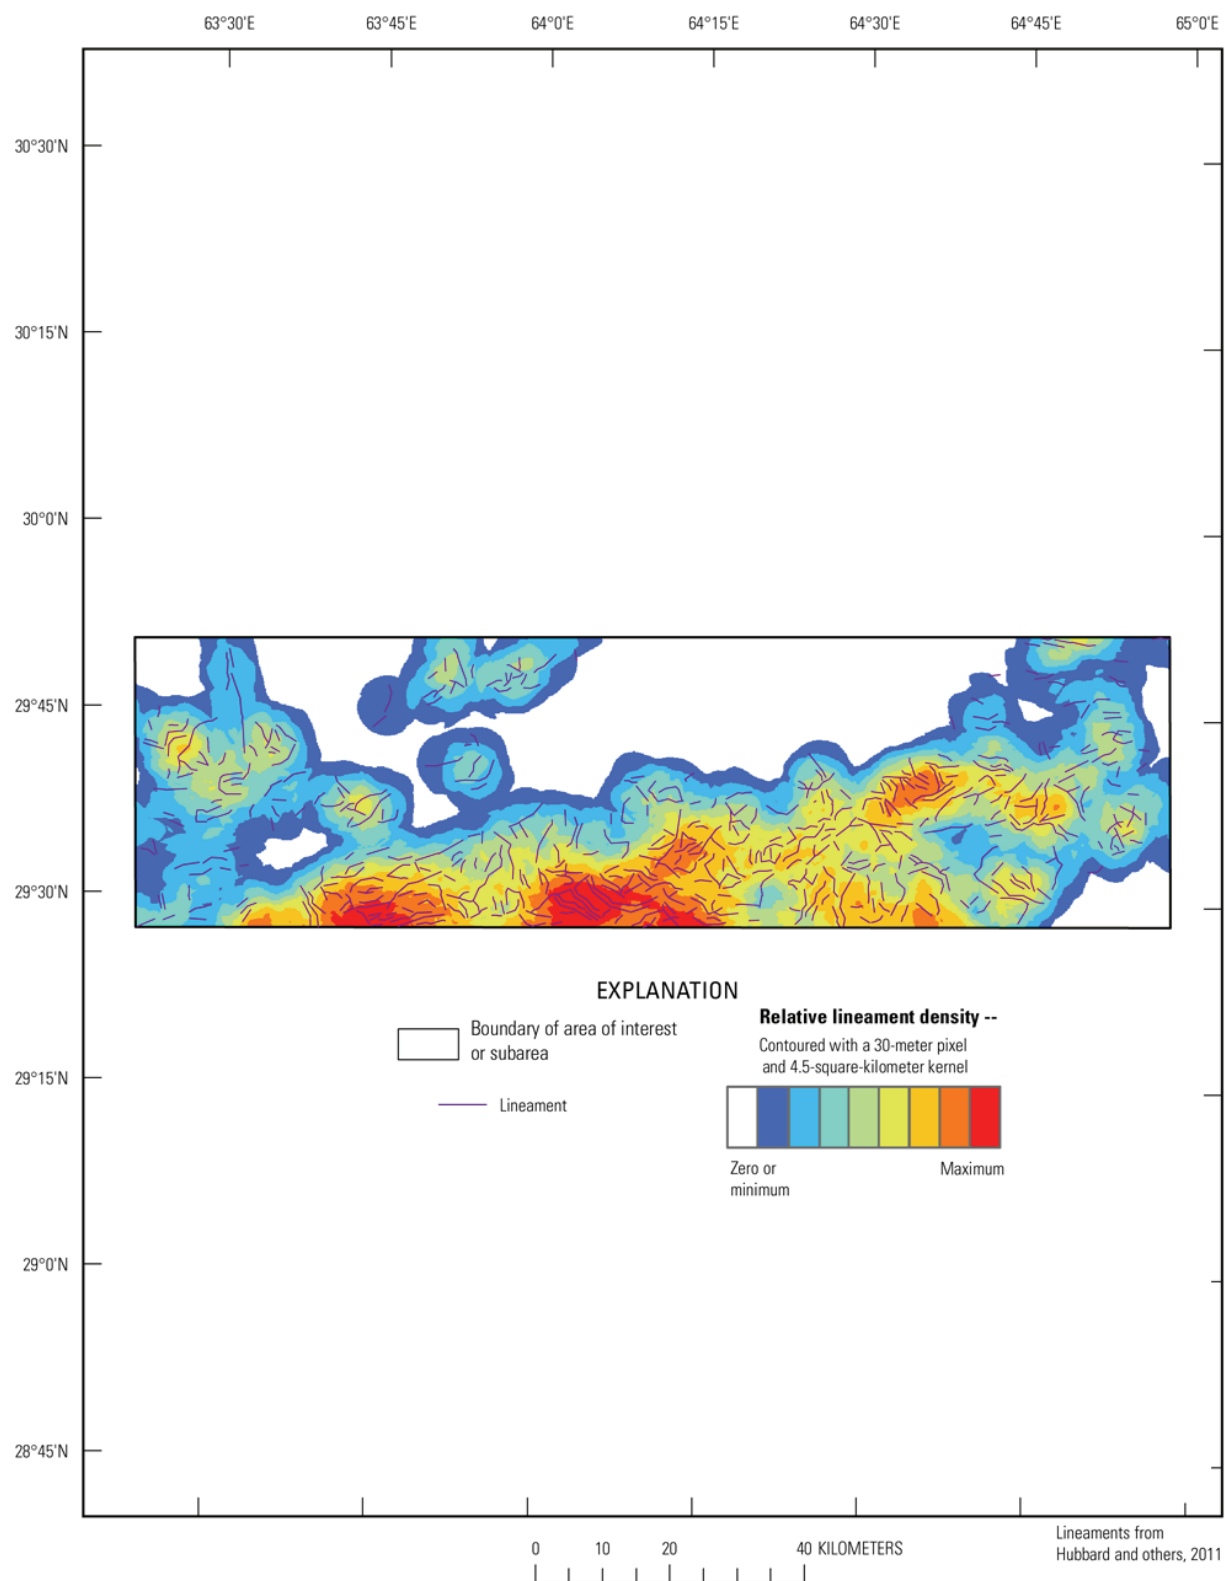 63°30'E 63°45'E 64°0'E 64°15'E 64°30'E 64°45'E 65°0'E
30°30'N
30°15'N
30°0'N
29°45'N
29°30'N
29°15'N
29°0'N
28°45'N
EXPLANATION
Boundary of area of interest
or subarea
Lineament
Relative lineament density --
Contoured with a 30-meter pixel
and 4.5-square-kilometer kernel
Zero or
minimum
Maximum
0 10 20 40 KILOMETERS
Lineaments from
Hubbard and others, 2011